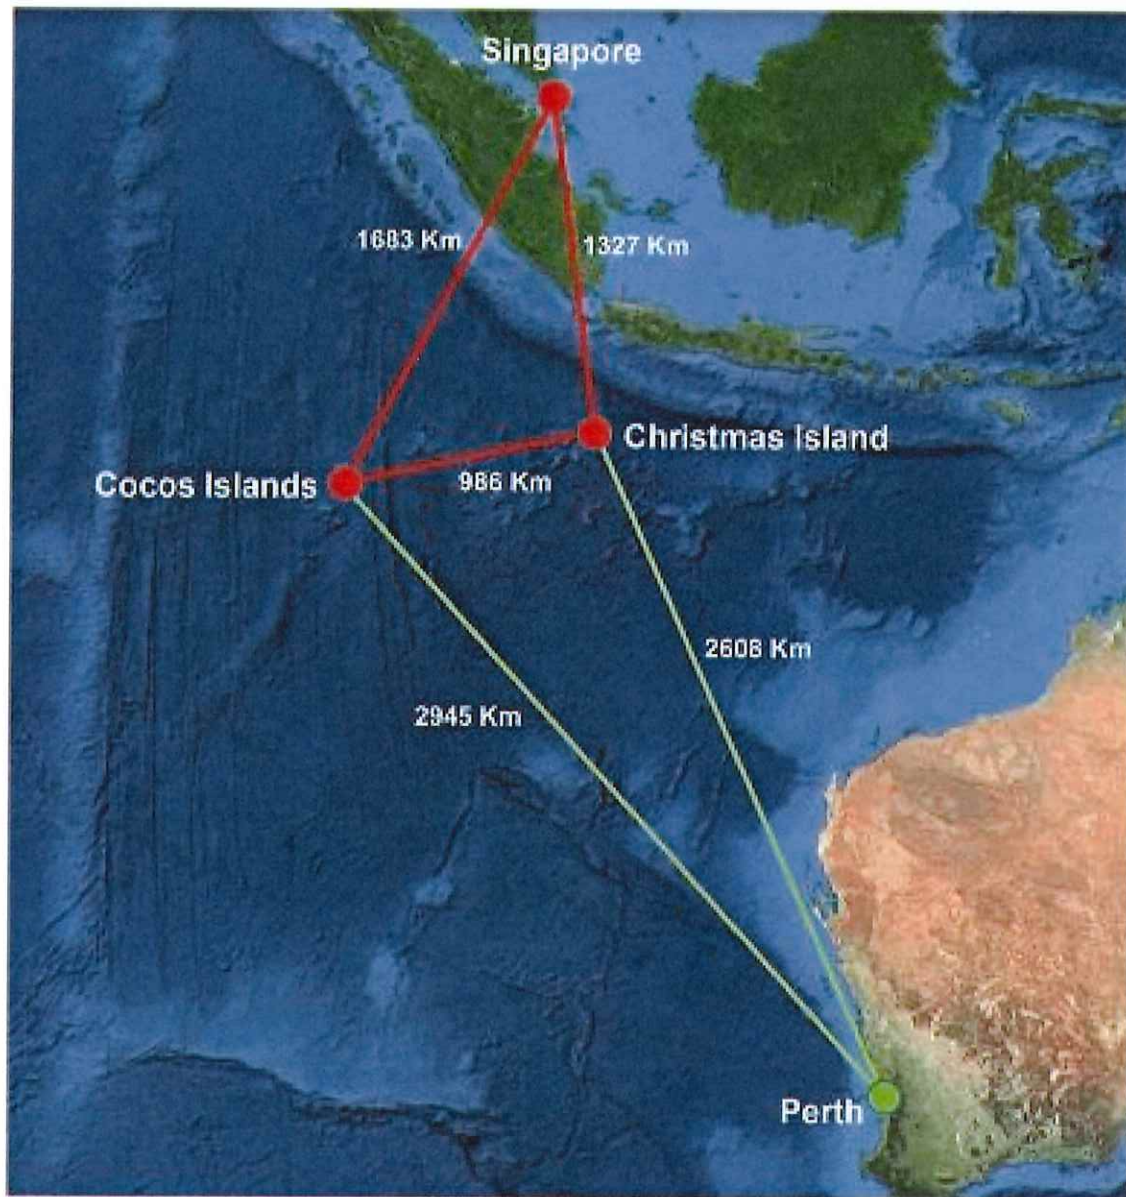 Singapore
1683 Km
1327 Km
Christmas Island
Cocos Islands
986 Km
2608 Km
2945 Km
Perth